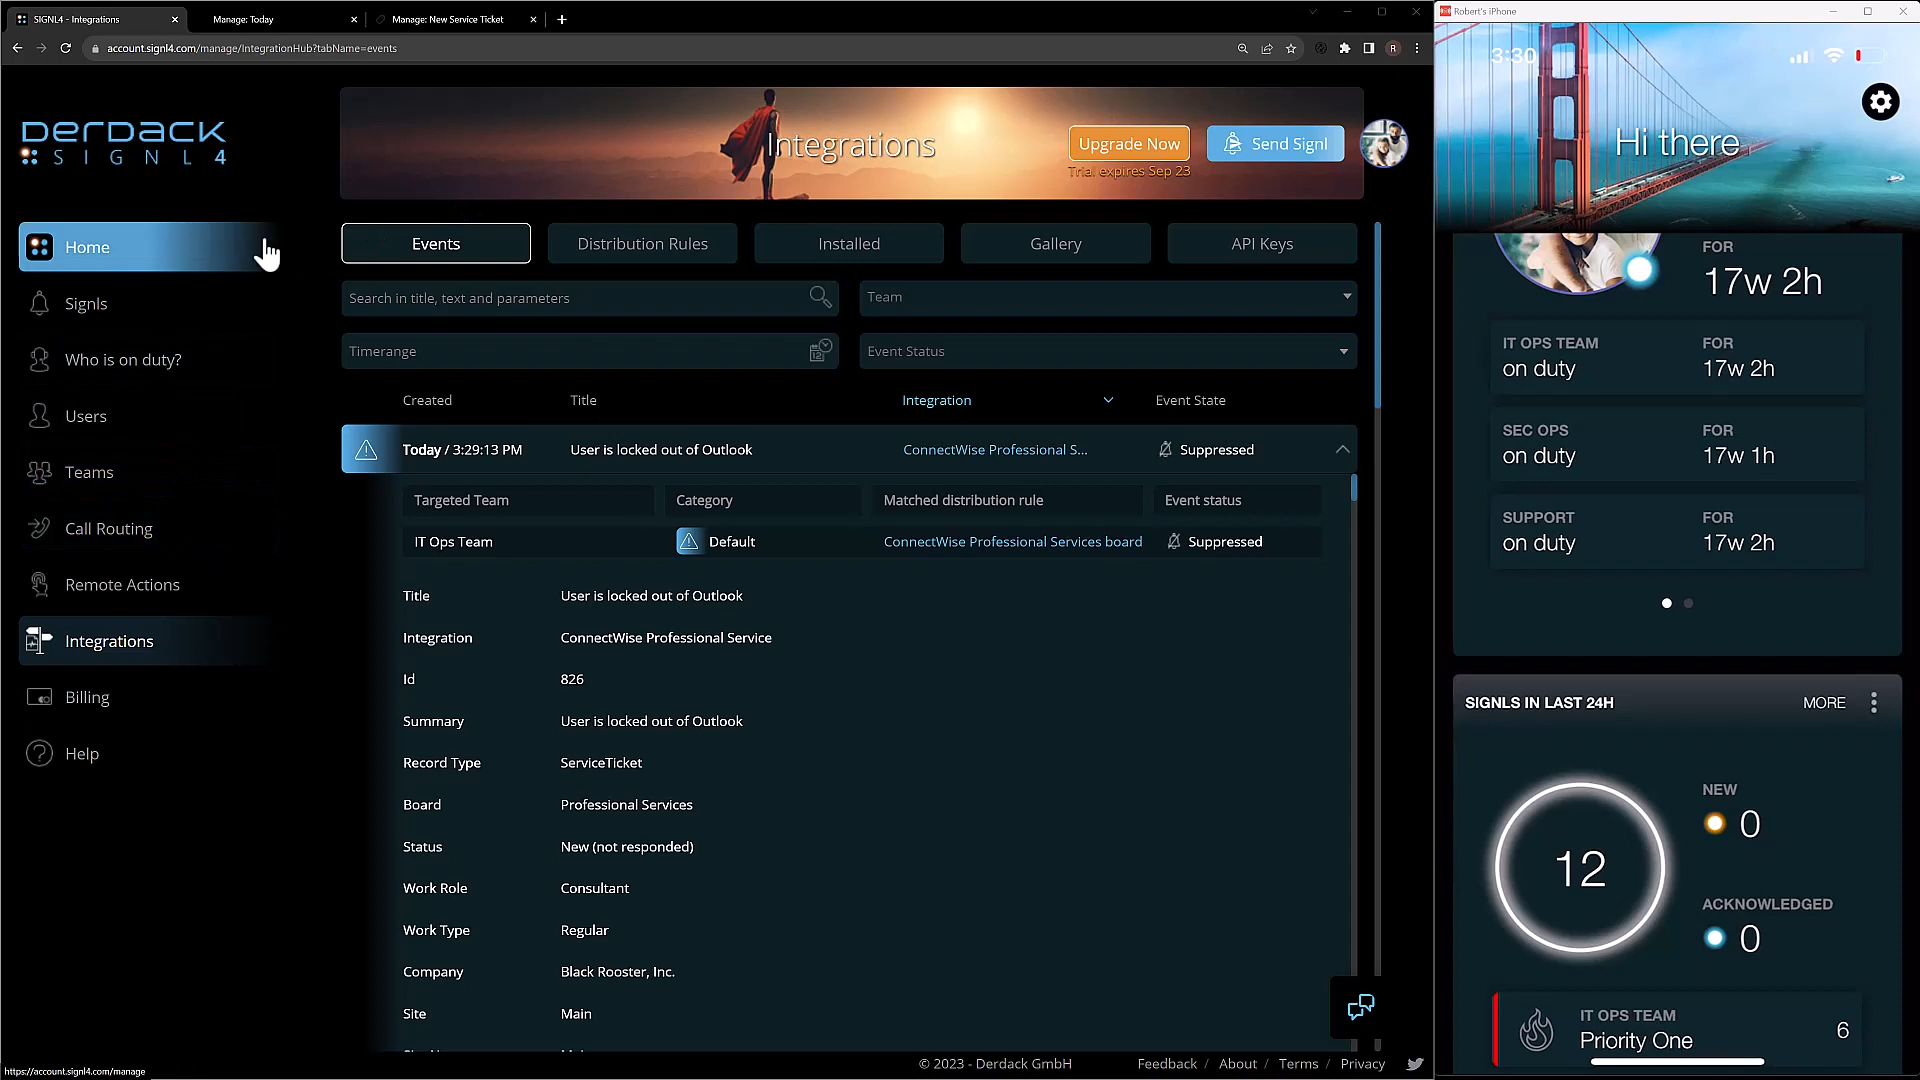 SIGNL4 - Integrations
Manage: Today
Manage: New Service Ticket
account.signl4.com/manage/IntegrationHub?tabName=events
R
DERDACK
SIGNL4
Home
Signls
Who is on duty?
Users
Teams
Call Routing
Remote Actions
Integrations
Billing
Help
https://account.signl4.com/manage
Integrations
Upgrade Now
Trial expires Sep 23
Send Signl
Events
Distribution Rules
Installed
Gallery
API Keys
Search in title, text and parameters
Team
Timerange
12
Event Status
Created
Title
Integration
Event State
Today / 3:29:13 PM
User is locked out of Outlook
ConnectWise Professional S...
Suppressed
Targeted Team
Category
Matched distribution rule
Event status
IT Ops Team
Default
ConnectWise Professional Services board
Suppressed
Title
User is locked out of Outlook
Integration
ConnectWise Professional Service
Id
826
Summary
User is locked out of Outlook
Record Type
ServiceTicket
Board
Professional Services
Status
New (not responded)
Work Role
Consultant
Work Type
Regular
Company
Black Rooster, Inc.
Site
Main
© 2023 - Derdack GmbH
Feedback /
About /
Terms /
Privacy
Robert's iPhone
3:30
Hi there
FOR
17w 2h
IT OPS TEAM
on duty
FOR
17w 2h
SEC OPS
on duty
FOR
17w 1h
SUPPORT
on duty
FOR
17w 2h
SIGNLS IN LAST 24H
MORE
12
NEW
0
ACKNOWLEDGED
0
IT OPS TEAM
Priority One
6